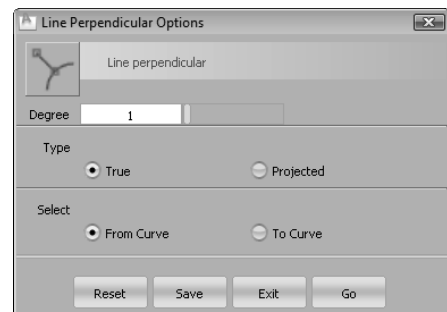 Line Perpendicular Options
Line perpendicular
Degree 1
Type
True Projected
Select
From Curve To Curve
Reset Save Exit Go